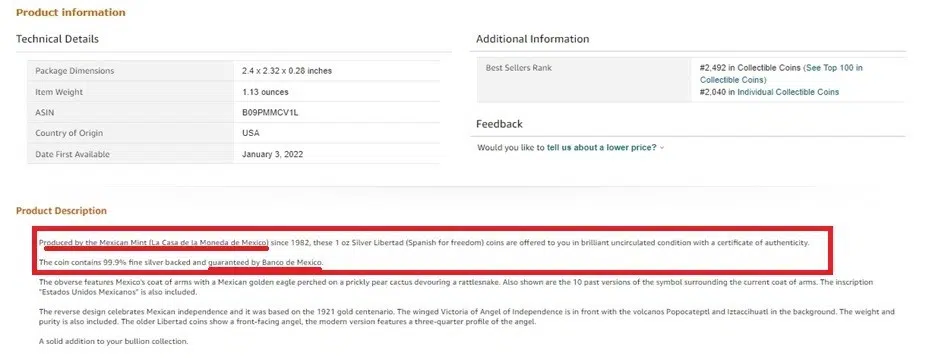 Product information
Technical Details
Package Dimensions 2.4 x 2.32 x 0.28 inches
Item Weight 1.13 ounces
ASIN B09PMMCV1L
Country of Origin USA
Date First Available January 3, 2022
Additional Information
Best Sellers Rank #2,492 in Collectible Coins (See Top 100 in
Collectible Coins)
#2,040 in Individual Collectible Coins
Feedback
Would you like to tell us about a lower price?
Product Description
Produced by the Mexican Mint (La Casa de la Moneda de Mexico) since 1982, these 1 oz Silver Libertad (Spanish for freedom) coins are offered to you in brilliant uncirculated condition with a certificate of authenticity.
The coin contains 99.9% fine silver backed and guaranteed by Banco de Mexico.
The obverse features Mexico's coat of arms with a Mexican golden eagle perched on a prickly pear cactus devouring a rattlesnake. Also shown are the 10 past versions of the symbol surrounding the current coat of arms. The inscription
"Estados Unidos Mexicanos" is also included.
The reverse design celebrates Mexican independence and it was based on the 1921 gold centenario. The winged Victoria of Angel of Independence is in front with the volcanos Popocateptl and Iztaccihuatl in the background. The weight and
purity is also included. The older Libertad coins show a front-facing angel, the modern version features a three-quarter profile of the angel.
A solid addition to your bullion collection.